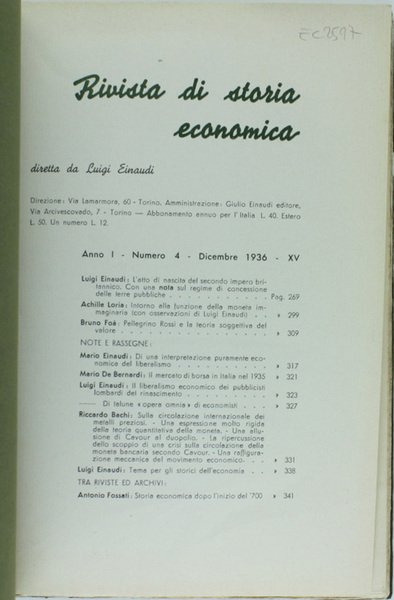 EC2597
Rivista di storia
economica
diretta da Luigi Einaudi
Direzione: Via Lamarmora, 60 - Torino. Amministrazione: Giulio Einaudi editore,
Via Arcivescovado, 7 - Torino — Abbonamento annuo per l'Italia L. 40. Estero
L. 50. Un numero L. 12.
Anno I - Numero 4 - Dicembre 1936 - XV
Luigi Einaudi: L'atto di nascita del secondo impero bri-
tannico. Con una nota sul regime di concessione
delle terre pubbliche . . . . . . . . . . . Pag. 269
Achille Loria: Intorno alla funzione della moneta im-
maginaria (con osservazioni di Luigi Einaudi) . . » 299
Bruno Foà: Pellegrino Rossi e la teoria soggettiva del
valore . . . . . . . . . . . . . . . . . » 309
NOTE E RASSEGNE:
Mario Einaudi: Di una interpretazione puramente eco-
nomica del liberalismo . . . . . . . . . . » 317
Mario De Bernardi: Il mercato di borsa in Italia nel 1935 » 321
Luigi Einaudi: Il liberalismo economico dei pubblicisti
lombardi del rinascimento . . . . . . . . . » 323
—— Di talune « opera omnia » di economisti . . . » 327
Riccardo Bachi: Sulla circolazione internazionale dei
metalli preziosi. - Una espressione molto rigida
della teoria quantitativa della moneta. - Una allu-
sione di Cavour al duopolio. - La ripercussione
dello scoppio di una crisi sulla circolazione della
moneta bancaria secondo Cavour. - Una raffigura-
zione meccanica del movimento economico. . . » 331
Luigi Einaudi: Tema per gli storici dell'economia . . » 338
TRA RIVISTE ED ARCHIVI:
Antonio Fossati: Storia economica dopo l'inizio del '700 » 341